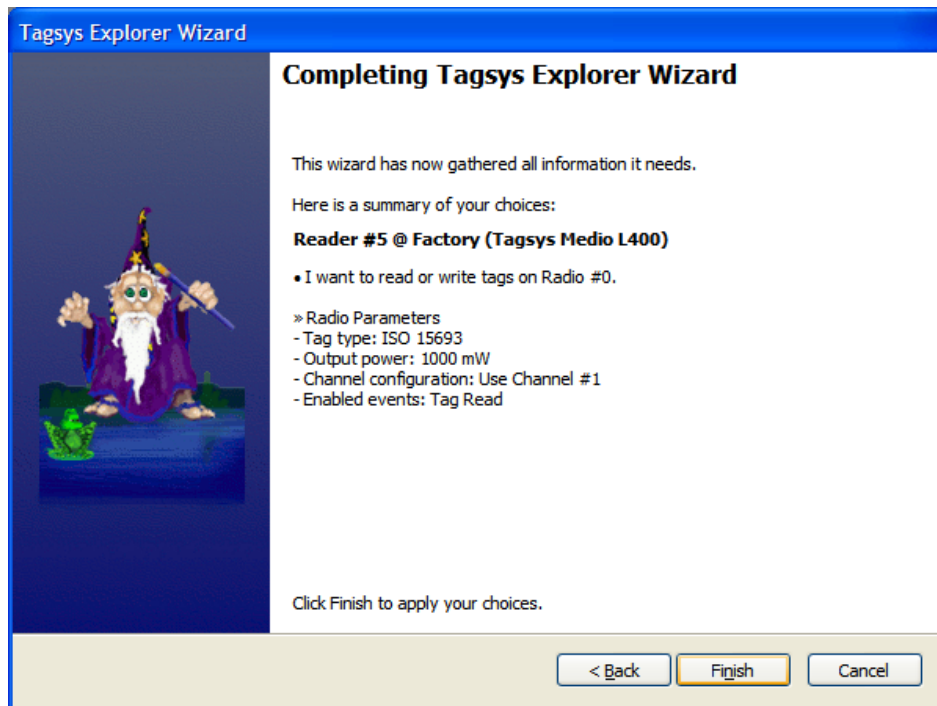 Tagsys Explorer Wizard
Completing Tagsys Explorer Wizard
This wizard has now gathered all information it needs.
Here is a summary of your choices:
Reader #5 @ Factory (Tagsys Medio L400)
• I want to read or write tags on Radio #0.
» Radio Parameters
- Tag type: ISO 15693
- Output power: 1000 mW
- Channel configuration: Use Channel #1
- Enabled events: Tag Read
Click Finish to apply your choices.
< Back
Finish
Cancel